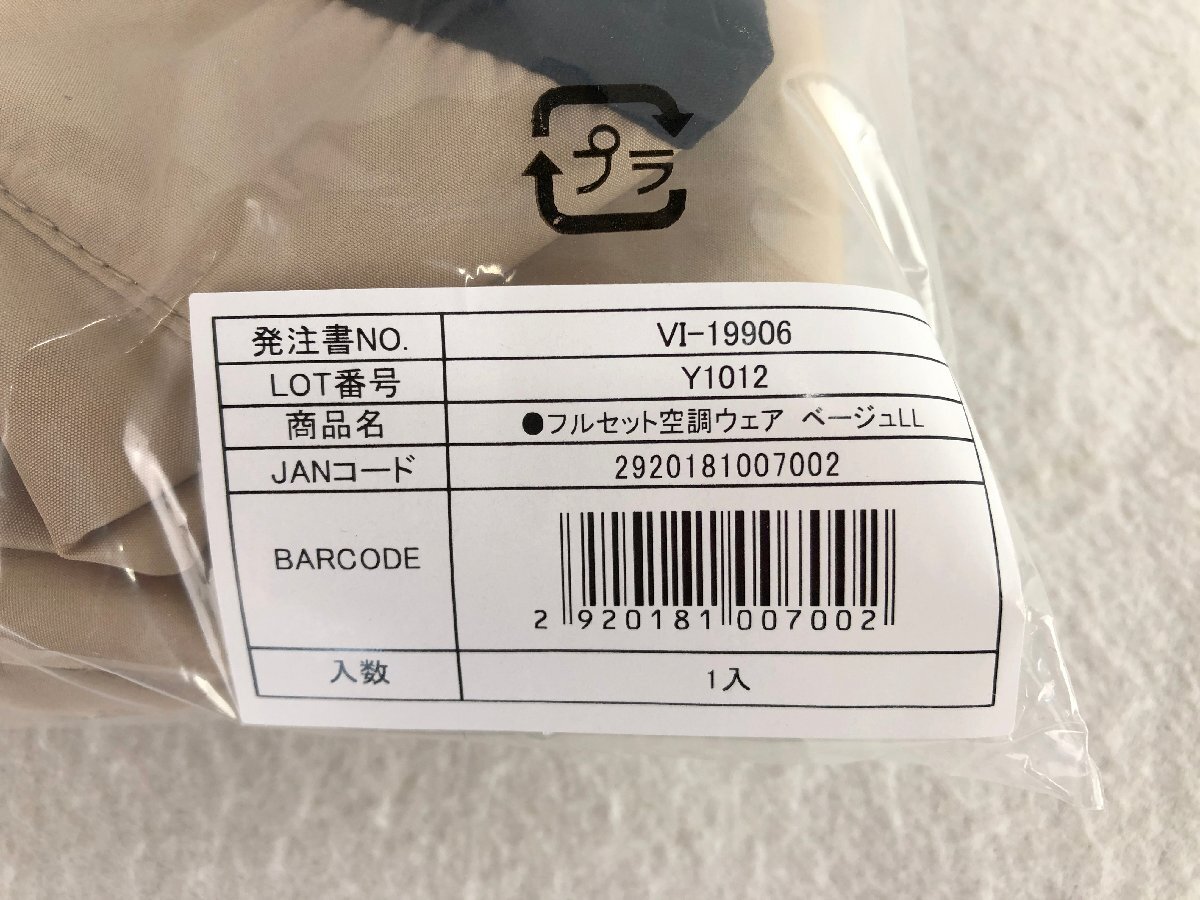 プラ
発注書NO. VI-19906
LOT番号 Y1012
商品名 ●フルセット空調ウェア ベージュLL
JANコード 2920181007002
BARCODE
2 920181 007002
入数 1入